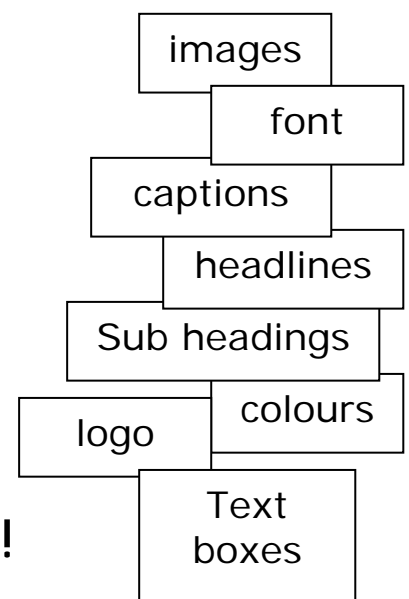 images
font
captions
headlines
Sub headings
colours
logo
Text
boxes
!